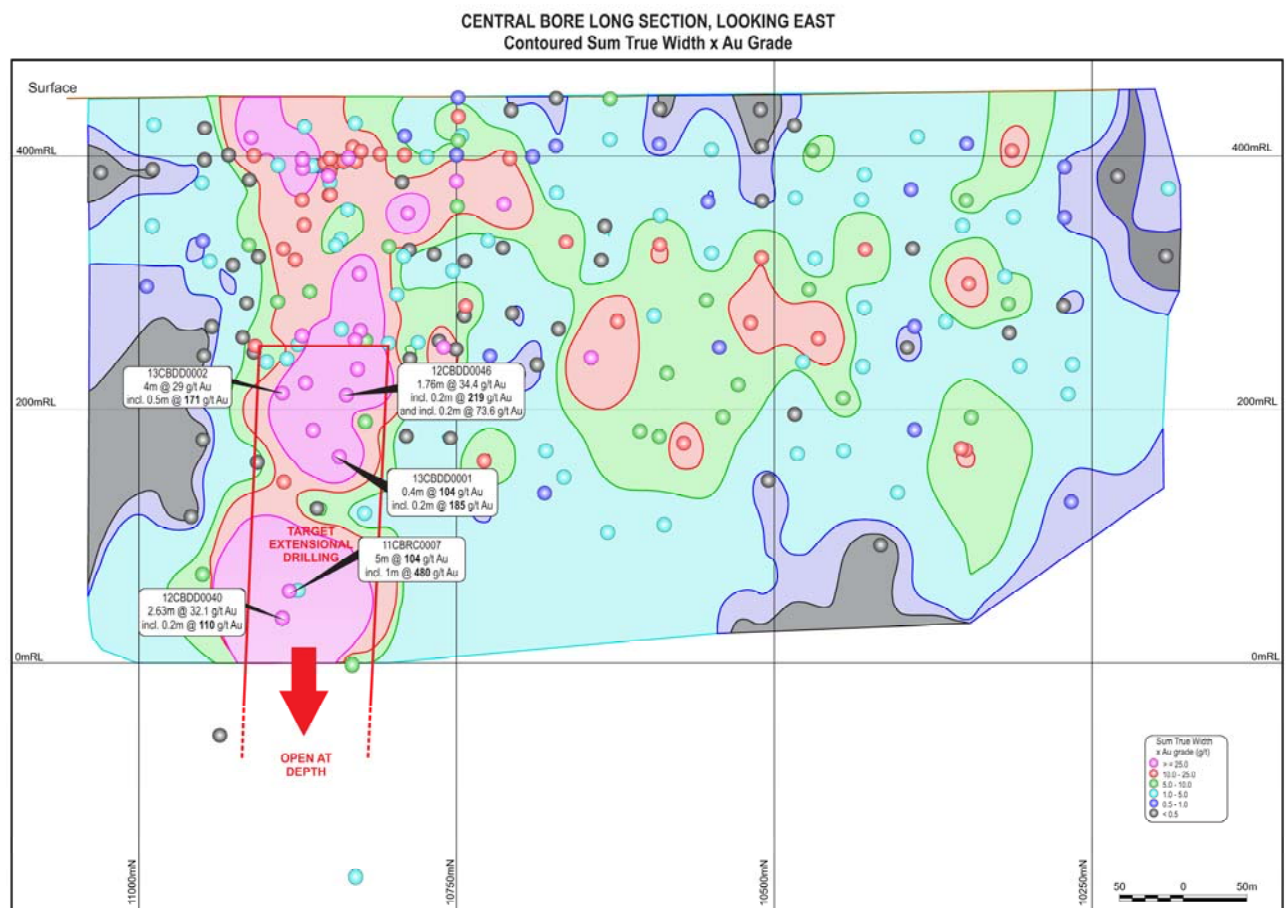 CENTRAL BORE LONG SECTION, LOOKING EAST
Contoured Sum True Width x Au Grade
Surface
400mRL
400mRL
13CBDD0002
4m @ 29 g/t Au
incl. 0.5m @ 171 g/t Au
12CBDD0046
1.76m @ 34.4 g/t Au
incl. 0.2m @ 219 g/t Au
and incl. 0.2m @ 73.6 g/t Au
200mRL
200mRL
13CBDD0001
0.4m @ 104 g/t Au
incl. 0.2m @ 185 g/t Au
TARGET
EXTENSIONAL
DRILLING
11CBRC0007
5m @ 104 g/t Au
incl. 1m @ 480 g/t Au
12CBDD0040
2.63m @ 32.1 g/t Au
incl. 0.2m @ 110 g/t Au
0mRL
0mRL
OPEN AT
DEPTH
Sum True Width
x Au grade (g/t)
> = 25.0
10.0 - 25.0
5.0 - 10.0
1.0 - 5.0
0.5 - 1.0
< 0.5
11000mN
10750mN
10500mN
10250mN
50 0 50m